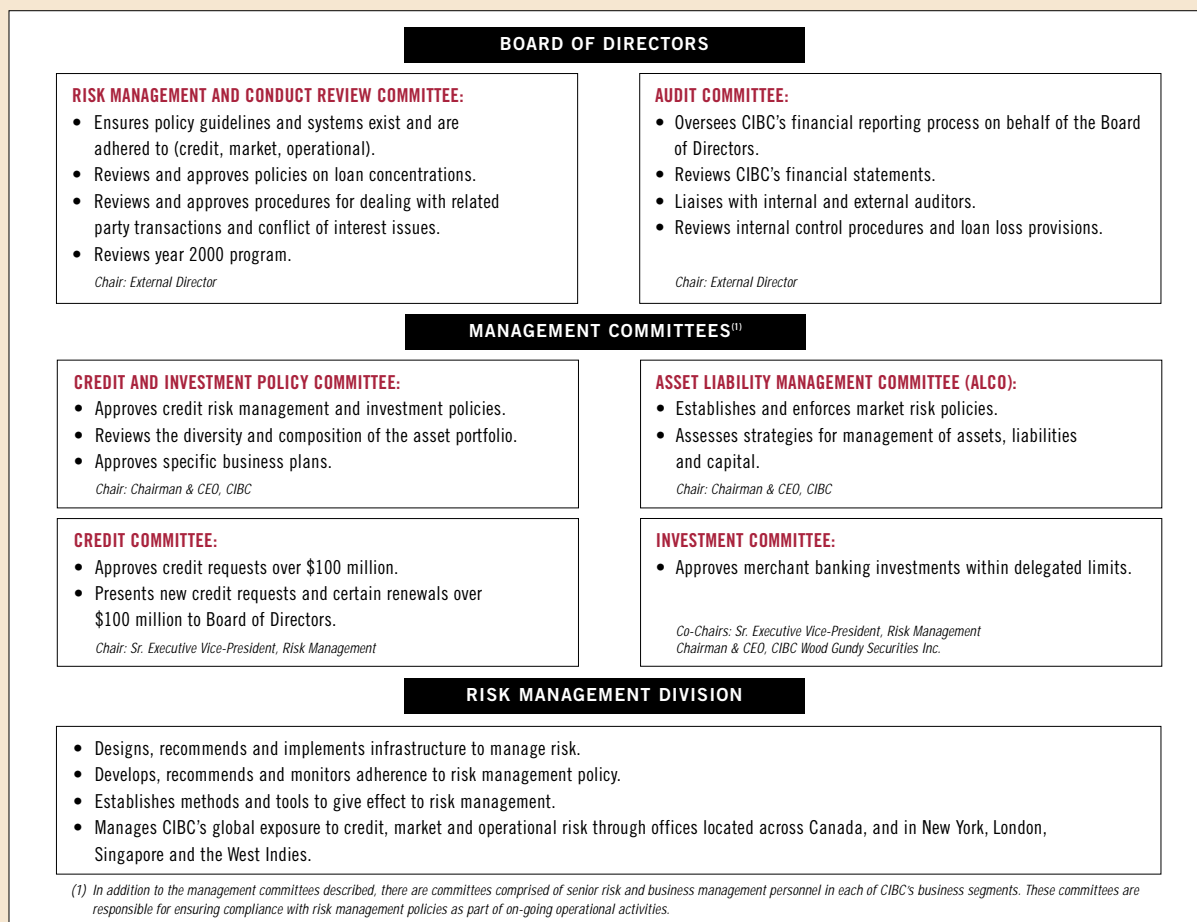 BOARD OF DIRECTORS
RISK MANAGEMENT AND CONDUCT REVIEW COMMITTEE:
• Ensures policy guidelines and systems exist and are
adhered to (credit, market, operational).
• Reviews and approves policies on loan concentrations.
• Reviews and approves procedures for dealing with related
party transactions and conflict of interest issues.
• Reviews year 2000 program.
Chair: External Director
AUDIT COMMITTEE:
• Oversees CIBC's financial reporting process on behalf of the Board
of Directors.
• Reviews CIBC's financial statements.
• Liaises with internal and external auditors.
• Reviews internal control procedures and loan loss provisions.
Chair: External Director
MANAGEMENT COMMITTEES(1)
CREDIT AND INVESTMENT POLICY COMMITTEE:
• Approves credit risk management and investment policies.
• Reviews the diversity and composition of the asset portfolio.
• Approves specific business plans.
Chair: Chairman & CEO, CIBC
ASSET LIABILITY MANAGEMENT COMMITTEE (ALCO):
• Establishes and enforces market risk policies.
• Assesses strategies for management of assets, liabilities
and capital.
Chair: Chairman & CEO, CIBC
CREDIT COMMITTEE:
• Approves credit requests over $100 million.
• Presents new credit requests and certain renewals over
$100 million to Board of Directors.
Chair: Sr. Executive Vice-President, Risk Management
INVESTMENT COMMITTEE:
• Approves merchant banking investments within delegated limits.
Co-Chairs: Sr. Executive Vice-President, Risk Management
Chairman & CEO, CIBC Wood Gundy Securities Inc.
RISK MANAGEMENT DIVISION
• Designs, recommends and implements infrastructure to manage risk.
• Develops, recommends and monitors adherence to risk management policy.
• Establishes methods and tools to give effect to risk management.
• Manages CIBC's global exposure to credit, market and operational risk through offices located across Canada, and in New York, London,
Singapore and the West Indies.
(1) In addition to the management committees described, there are committees comprised of senior risk and business management personnel in each of CIBC's business segments. These committees are
responsible for ensuring compliance with risk management policies as part of on-going operational activities.